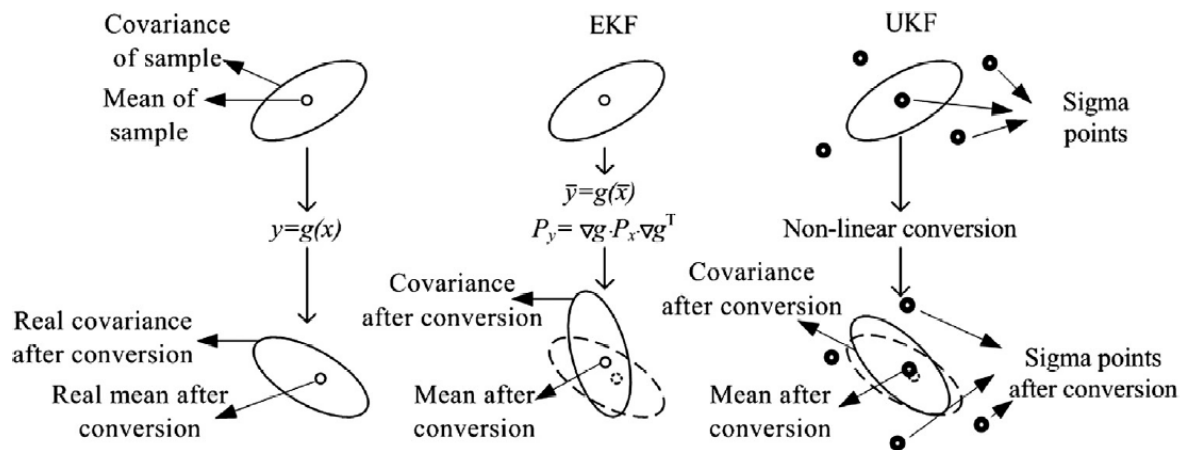 Covariance
of sample
Mean of
sample
y=g(x)
Real covariance
after conversion
Real mean after
conversion
EKF
ȳ=g(x̄)
P_y= ∇g·P_x·∇g^T
Covariance
after conversion
Mean after
conversion
UKF
Sigma
points
Non-linear conversion
Covariance
after conversion
Mean after
conversion
Sigma points
after conversion